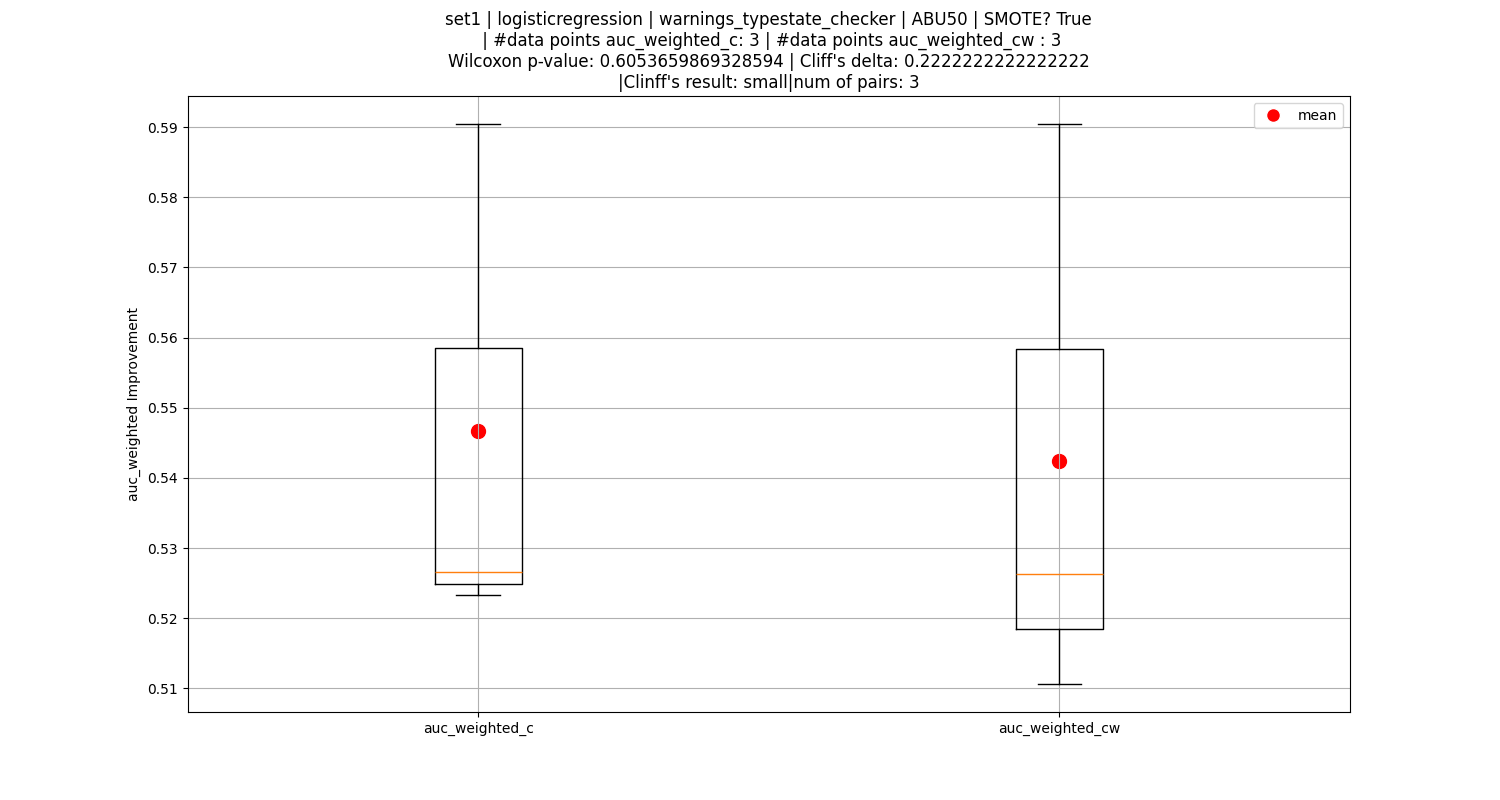 set1 | logisticregression | warnings_typestate_checker | ABU50 | SMOTE? True
| #data points auc_weighted_c: 3 | #data points auc_weighted_cw : 3
Wilcoxon p-value: 0.6053659869328594 | Cliff's delta: 0.2222222222222222
|Clinff's result: small|num of pairs: 3
mean
auc_weighted Improvement
0.59
0.58
0.57
0.56
0.55
0.54
0.53
0.52
0.51
auc_weighted_c
auc_weighted_cw